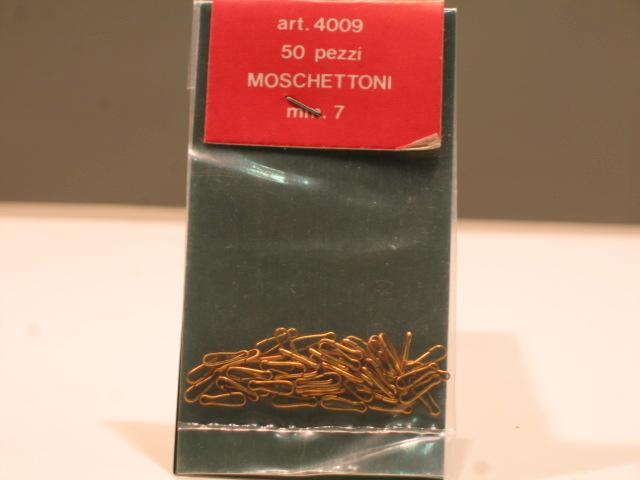 art. 4009
50 pezzi
MOSCHETTONI
mm. 7